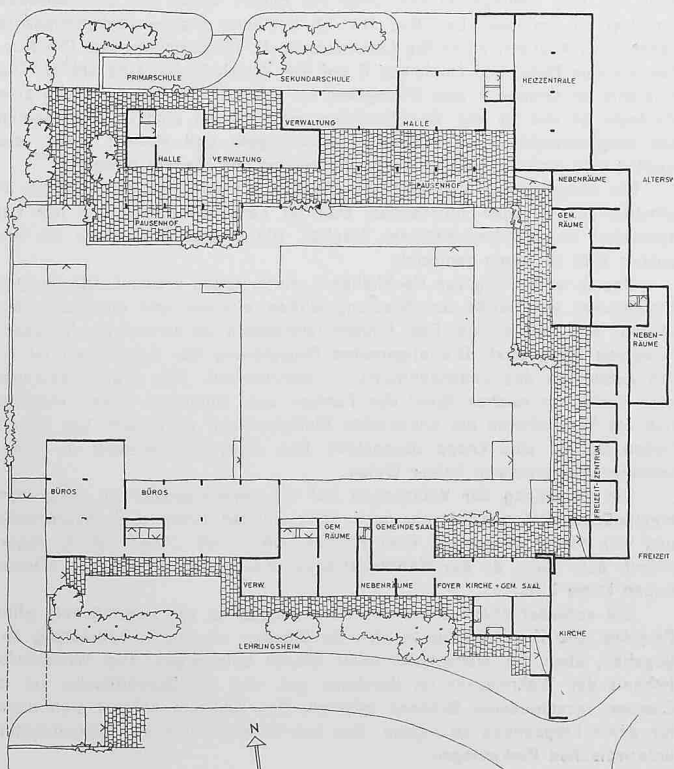 PRIMARSCHULE
SEKUNDARSCHULE
HEIZZENTRALE
VERWALTUNG
HALLE
HALLE
VERWALTUNG
PAUSENHOF
NEBENRÄUME
ALTERSW
PAUSENHOF
GEM.
RÄUME
NEBEN-
RÄUME
FREIZEIT-ZENTRUM
BÜROS
BÜROS
GEM.
RÄUME
GEMEINDESAAL
FREIZEIT
VERW.
NEBENRÄUME
FOYER KIRCHE + GEM. SAAL
KIRCHE
LEHRLINGSHEIM
N